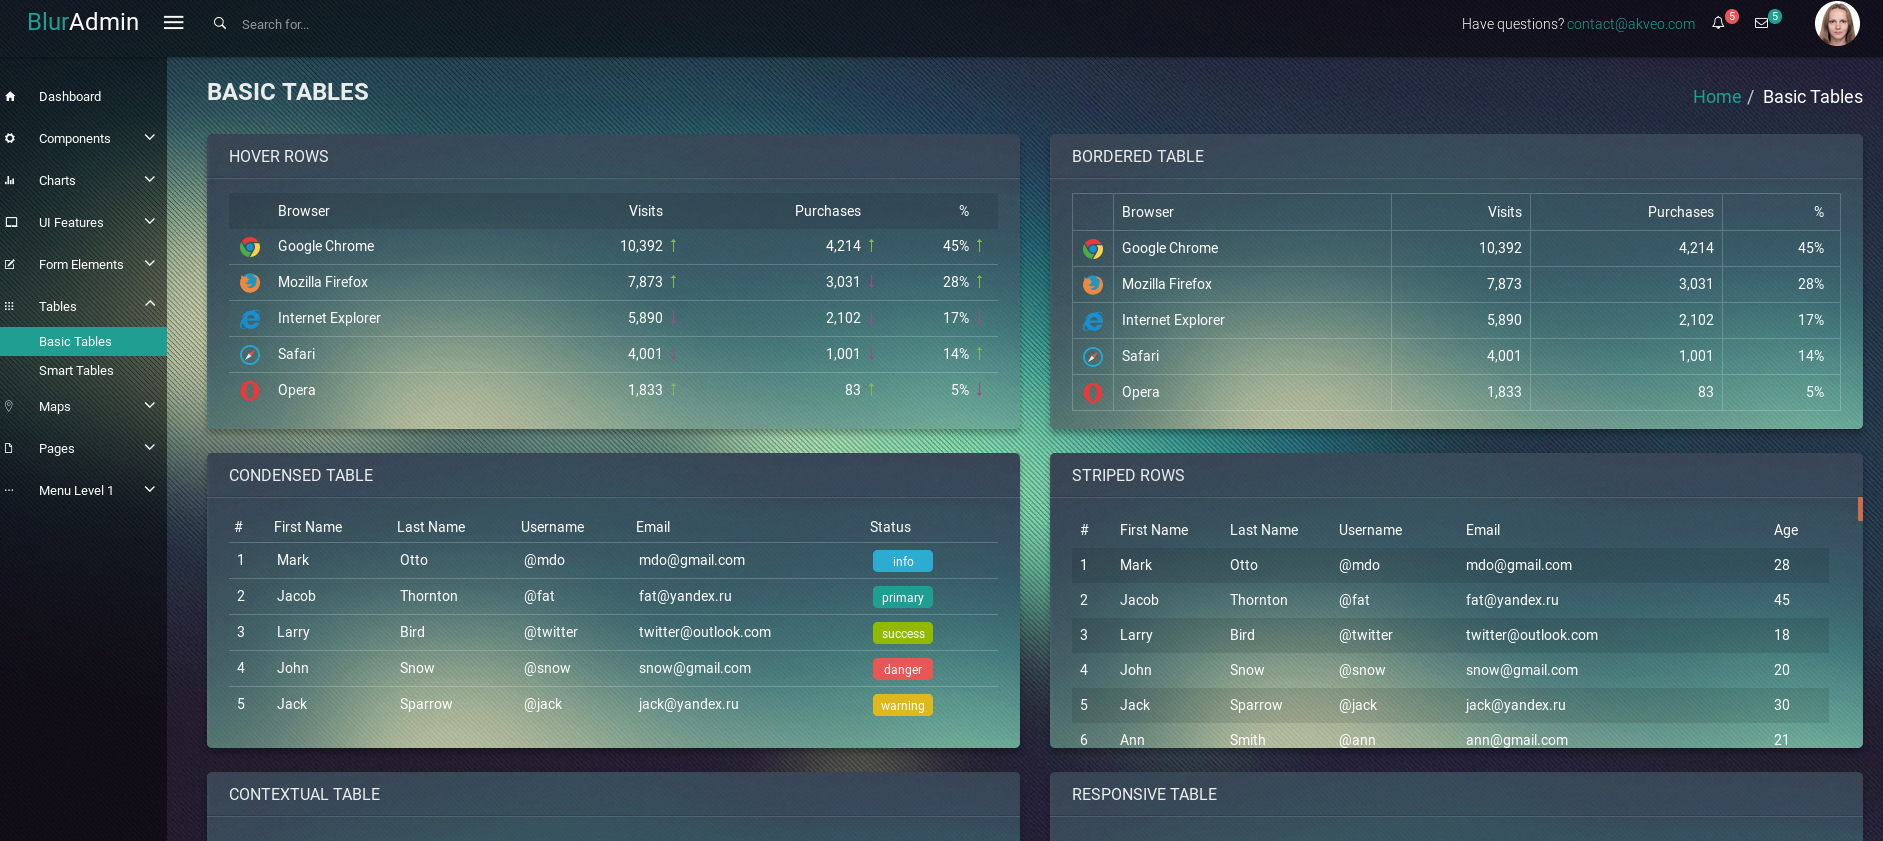 BlurAdmin
Search for...
Have questions? contact@akveo.com
5
5
Dashboard
Components
Charts
UI Features
Form Elements
Tables
Basic Tables
Smart Tables
Maps
Pages
Menu Level 1
BASIC TABLES
Home / Basic Tables
HOVER ROWS
Browser Visits Purchases %
Google Chrome 10,392 ↑ 4,214 ↑ 45% ↑
Mozilla Firefox 7,873 ↑ 3,031 ↓ 28% ↑
Internet Explorer 5,890 ↓ 2,102 ↓ 17% ↓
Safari 4,001 ↓ 1,001 ↓ 14% ↑
Opera 1,833 ↑ 83 ↑ 5% ↓
BORDERED TABLE
Browser Visits Purchases %
Google Chrome 10,392 4,214 45%
Mozilla Firefox 7,873 3,031 28%
Internet Explorer 5,890 2,102 17%
Safari 4,001 1,001 14%
Opera 1,833 83 5%
CONDENSED TABLE
# First Name Last Name Username Email Status
1 Mark Otto @mdo mdo@gmail.com info
2 Jacob Thornton @fat fat@yandex.ru primary
3 Larry Bird @twitter twitter@outlook.com success
4 John Snow @snow snow@gmail.com danger
5 Jack Sparrow @jack jack@yandex.ru warning
STRIPED ROWS
# First Name Last Name Username Email Age
1 Mark Otto @mdo mdo@gmail.com 28
2 Jacob Thornton @fat fat@yandex.ru 45
3 Larry Bird @twitter twitter@outlook.com 18
4 John Snow @snow snow@gmail.com 20
5 Jack Sparrow @jack jack@yandex.ru 30
6 Ann Smith @ann ann@gmail.com 21
CONTEXTUAL TABLE
RESPONSIVE TABLE